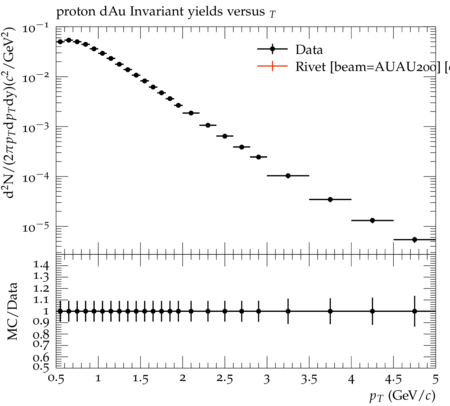 proton dAu Invariant yields versus T
d²N/(2πp_T dp_T dy)(c²/GeV²)
10⁻¹
10⁻²
10⁻³
10⁻⁴
10⁻⁵
Data
Rivet [beam=AUAU200] [
MC/Data
1.4
1.3
1.2
1.1
1
0.9
0.8
0.7
0.6
0.5
0.5 1 1.5 2 2.5 3 3.5 4 4.5 5
p_T (GeV/c)